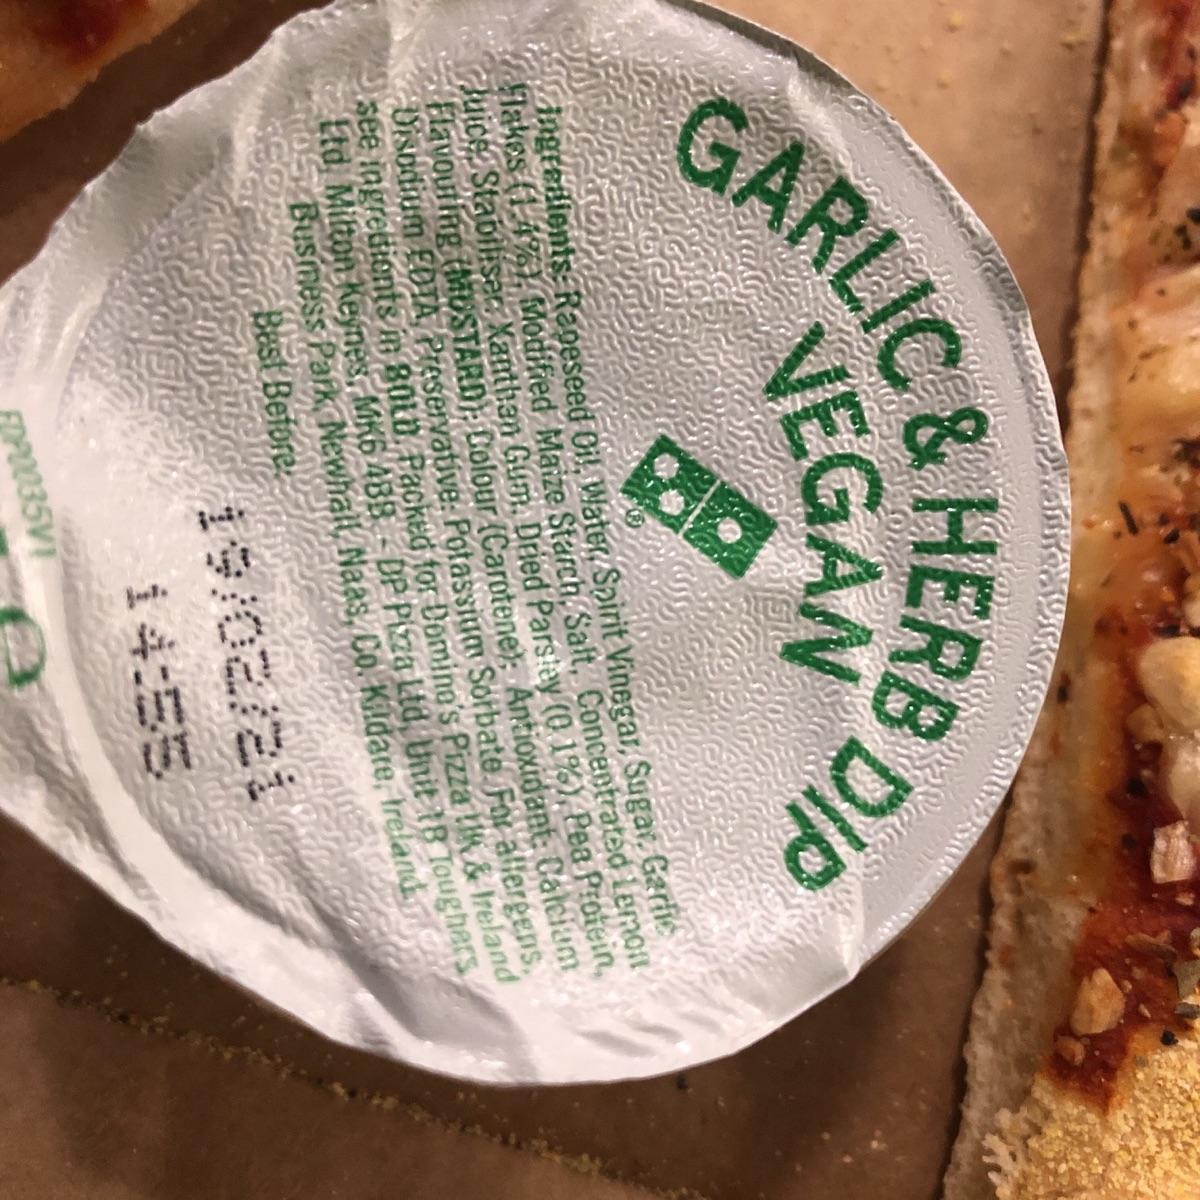 GARLIC & HERB DIP
VEGAN
®
Ingredients: Rapeseed Oil, Water, Spirit Vinegar, Sugar, Garlic
Flakes (1.4%), Modified Maize Starch, Salt, Concentrated Lemon
Juice, Stabiliser: Xanthan Gum, Dried Parsley (0.1%), Pea Protein,
Flavouring (MUSTARD); Colour (Carotene); Antioxidant: Calcium
Disodium EDTA, Preservative: Potassium Sorbate. For allergens,
see ingredients in BOLD. Packed for Domino's Pizza UK & Ireland
Ltd, Milton Keynes, MK6 4BB - DP Pizza Ltd, Unit 1B Toughers
Business Park, Newhall, Naas, Co. Kildare, Ireland.
Best Before:
19/02/21
14:55